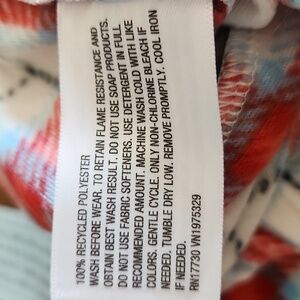 100% RECYCLED POLYESTER
WASH BEFORE WEAR. TO RETAIN FLAME RESISTANCE AND
OBTAIN BEST WASH RESULT. DO NOT USE SOAP PRODUCTS.
DO NOT USE FABRIC SOFTENERS. USE DETERGENT IN FULL
RECOMMENDED AMOUNT. MACHINE WASH COLD WITH LIKE
COLORS. GENTLE CYCLE. ONLY NON-CHLORINE BLEACH IF
NEEDED. TUMBLE DRY LOW. REMOVE PROMPTLY. COOL IRON
IF NEEDED.
RN17730 VN1975329